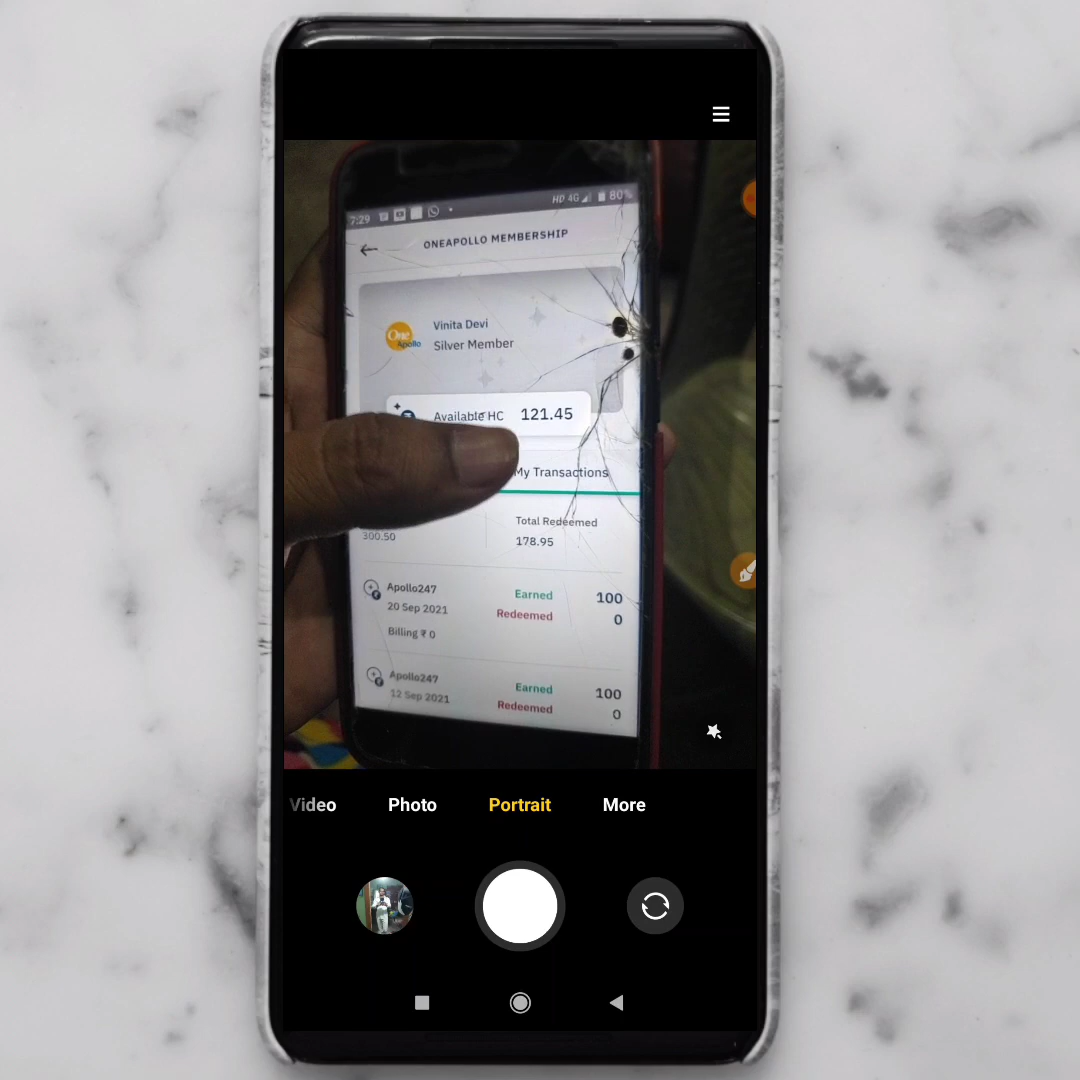 7:29 HD 4G 80%
ONEAPOLLO MEMBERSHIP
One
Apollo
Vinita Devi
Silver Member
Available HC 121.45
My Transactions
Total Redeemed
300.50 178.95
Apollo247 Earned 100
20 Sep 2021 Redeemed 0
Billing ₹ 0
Apollo247 Earned 100
12 Sep 2021 Redeemed 0
Video Photo Portrait More